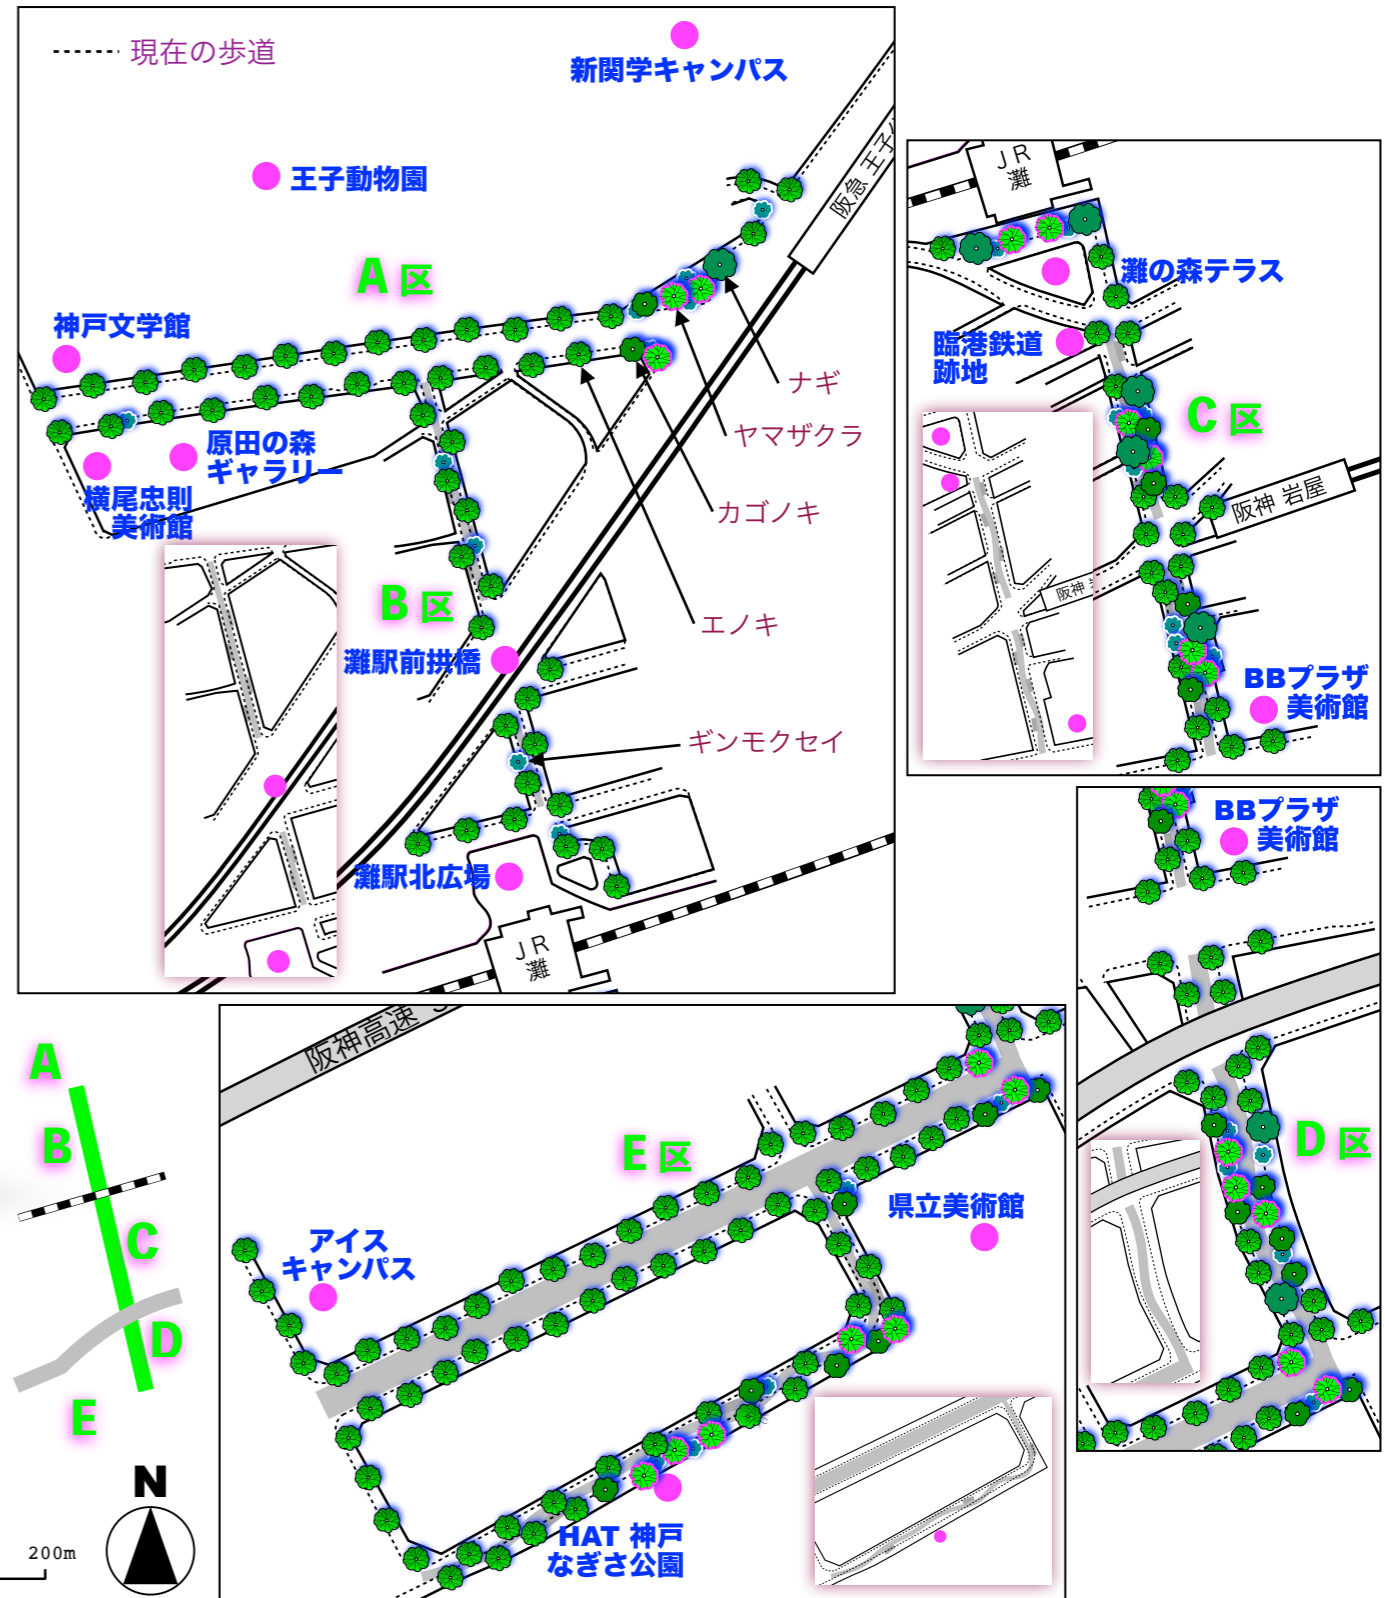 現在の歩道
新関学キャンパス
王子動物園
A区
神戸文学館
原田の森
ギャラリー
横尾忠則
美術館
阪急 王子
ナギ
ヤマザクラ
カゴノキ
エノキ
B区
灘駅前拱橋
ギンモクセイ
灘駅北広場
JR
灘
JR
灘
灘の森テラス
臨港鉄道
跡地
C区
阪神 岩屋
阪神
BBプラザ
美術館
BBプラザ
美術館
D区
阪神高速
E区
県立美術館
アイス
キャンパス
HAT 神戸
なぎさ公園
A
B
C
D
E
N
200m